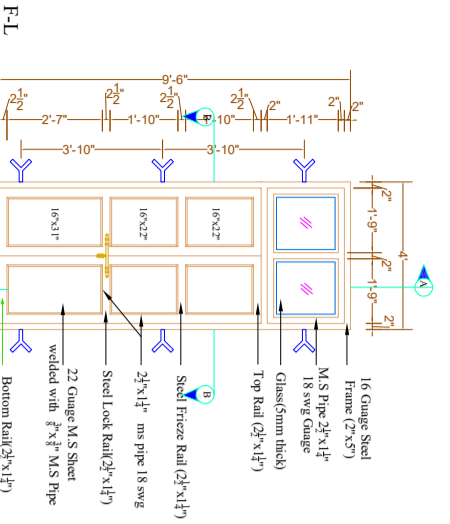 F-L
9'-6"
2½"
2'-7"
2½"
1'-10"
2½"
2½"
2"
1'-11"
2"
2"
3'-10"
3'-10"
B
A
2"
1'-9"
2"
4'
1'-9"
2"
16"x31"
16"x22"
16"x22"
B
16 Guage Steel
Frame (2"x5")
M.S Pipe 2½"x1¼"
18 swg Guage
Glass(5mm thick)
Top Rail (2½"x1¼")
Steel Frieze Rail (2½"x1¼")
2½"x1¼" ms pipe 18 swg
Steel Lock Rail(2½"x1¼")
22 Guage M.S Sheet
welded with ⅜"x¾" M.S Pipe
Bottom Rail(2½"x1¼")